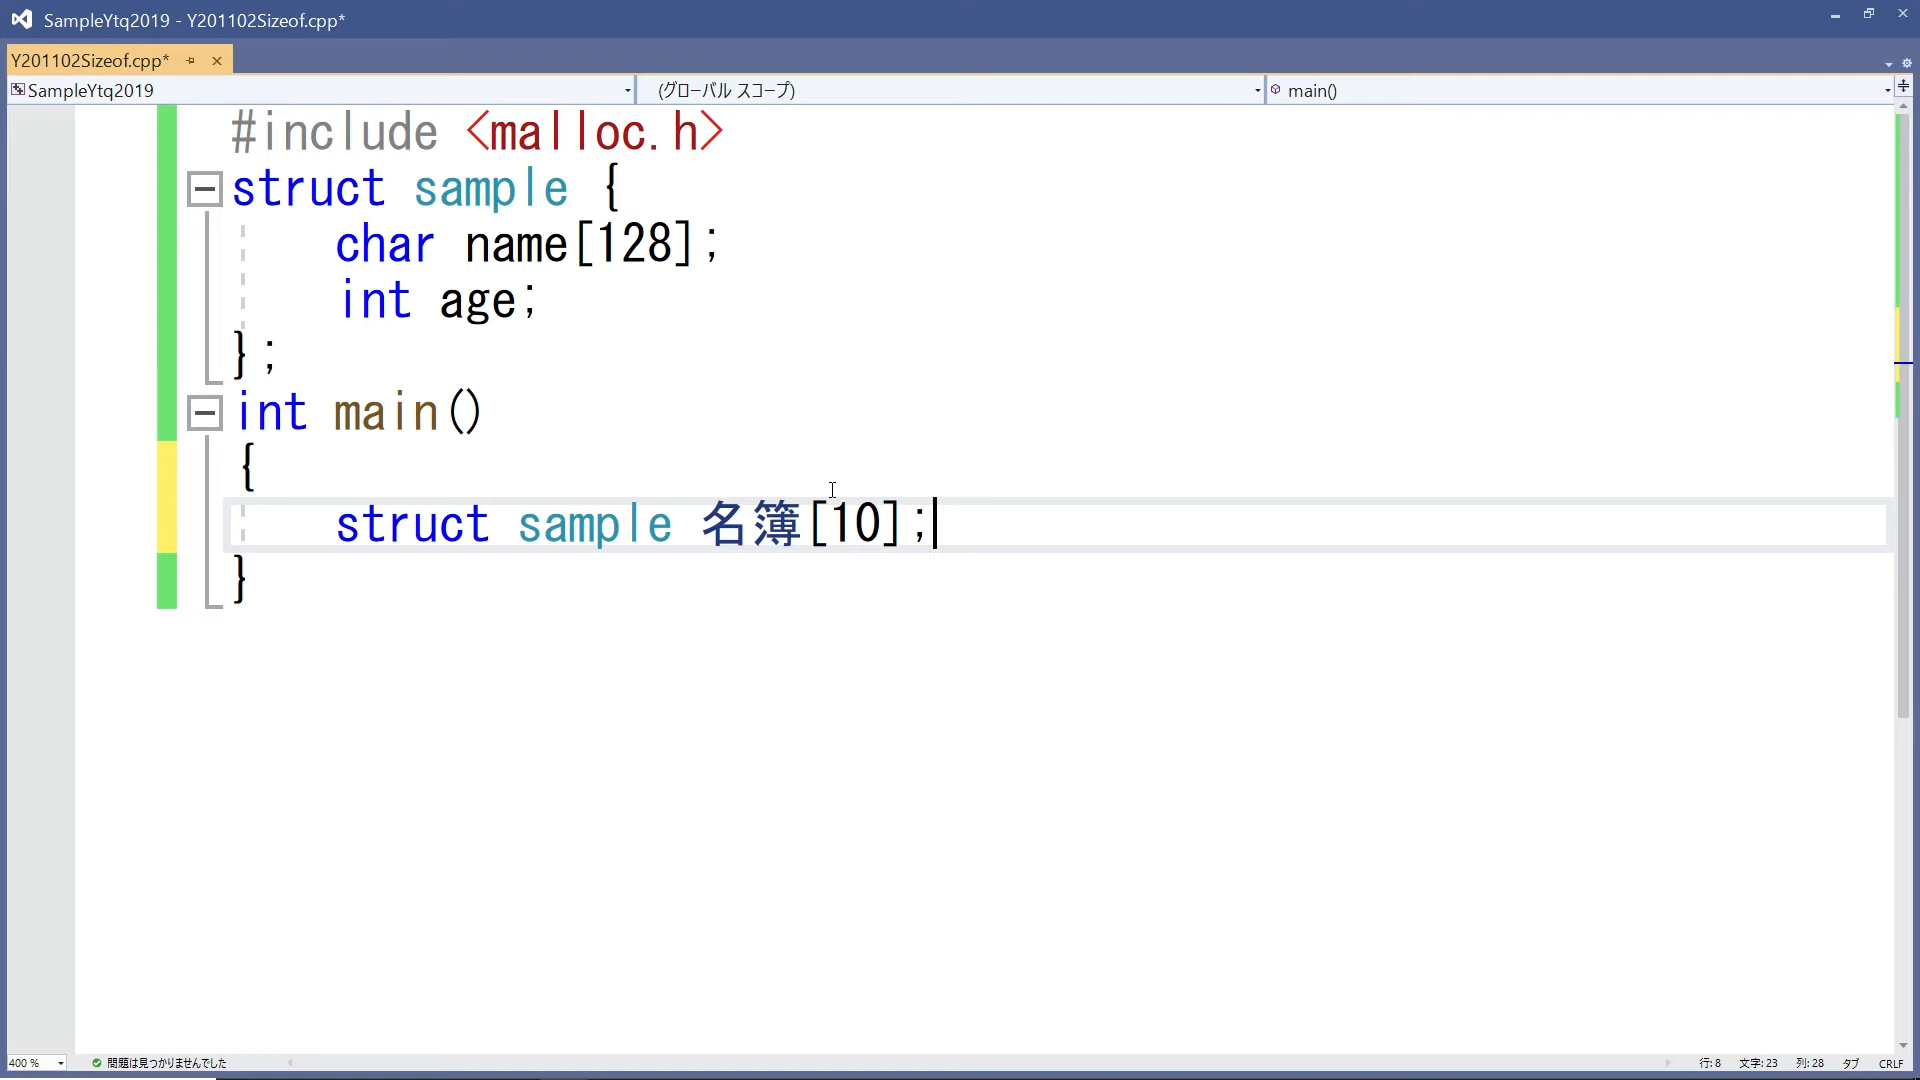 SampleYtq2019 - Y201102Sizeof.cpp*
Y201102Sizeof.cpp*
SampleYtq2019 (グローバル スコープ) main()
#include <malloc.h>
struct sample {
char name[128];
int age;
};
int main()
{
struct sample 名簿[10];
}
400 % 問題は見つかりませんでした 行: 8 文字: 23 列: 28 タブ CRLF